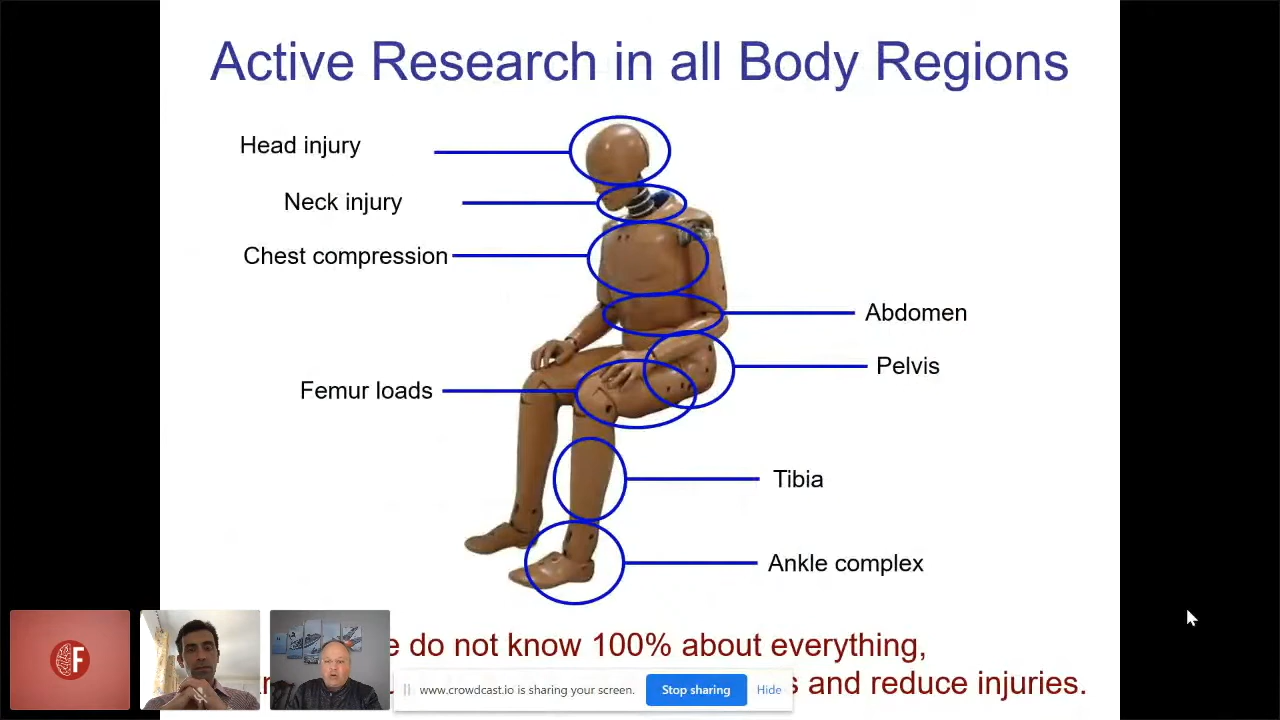 Active Research in all Body Regions
Head injury
Neck injury
Chest compression
Abdomen
Pelvis
Femur loads
Tibia
Ankle complex
do not know 100% about everything,
and reduce injuries.
www.crowdcast.io is sharing your screen.
Stop sharing
Hide
F